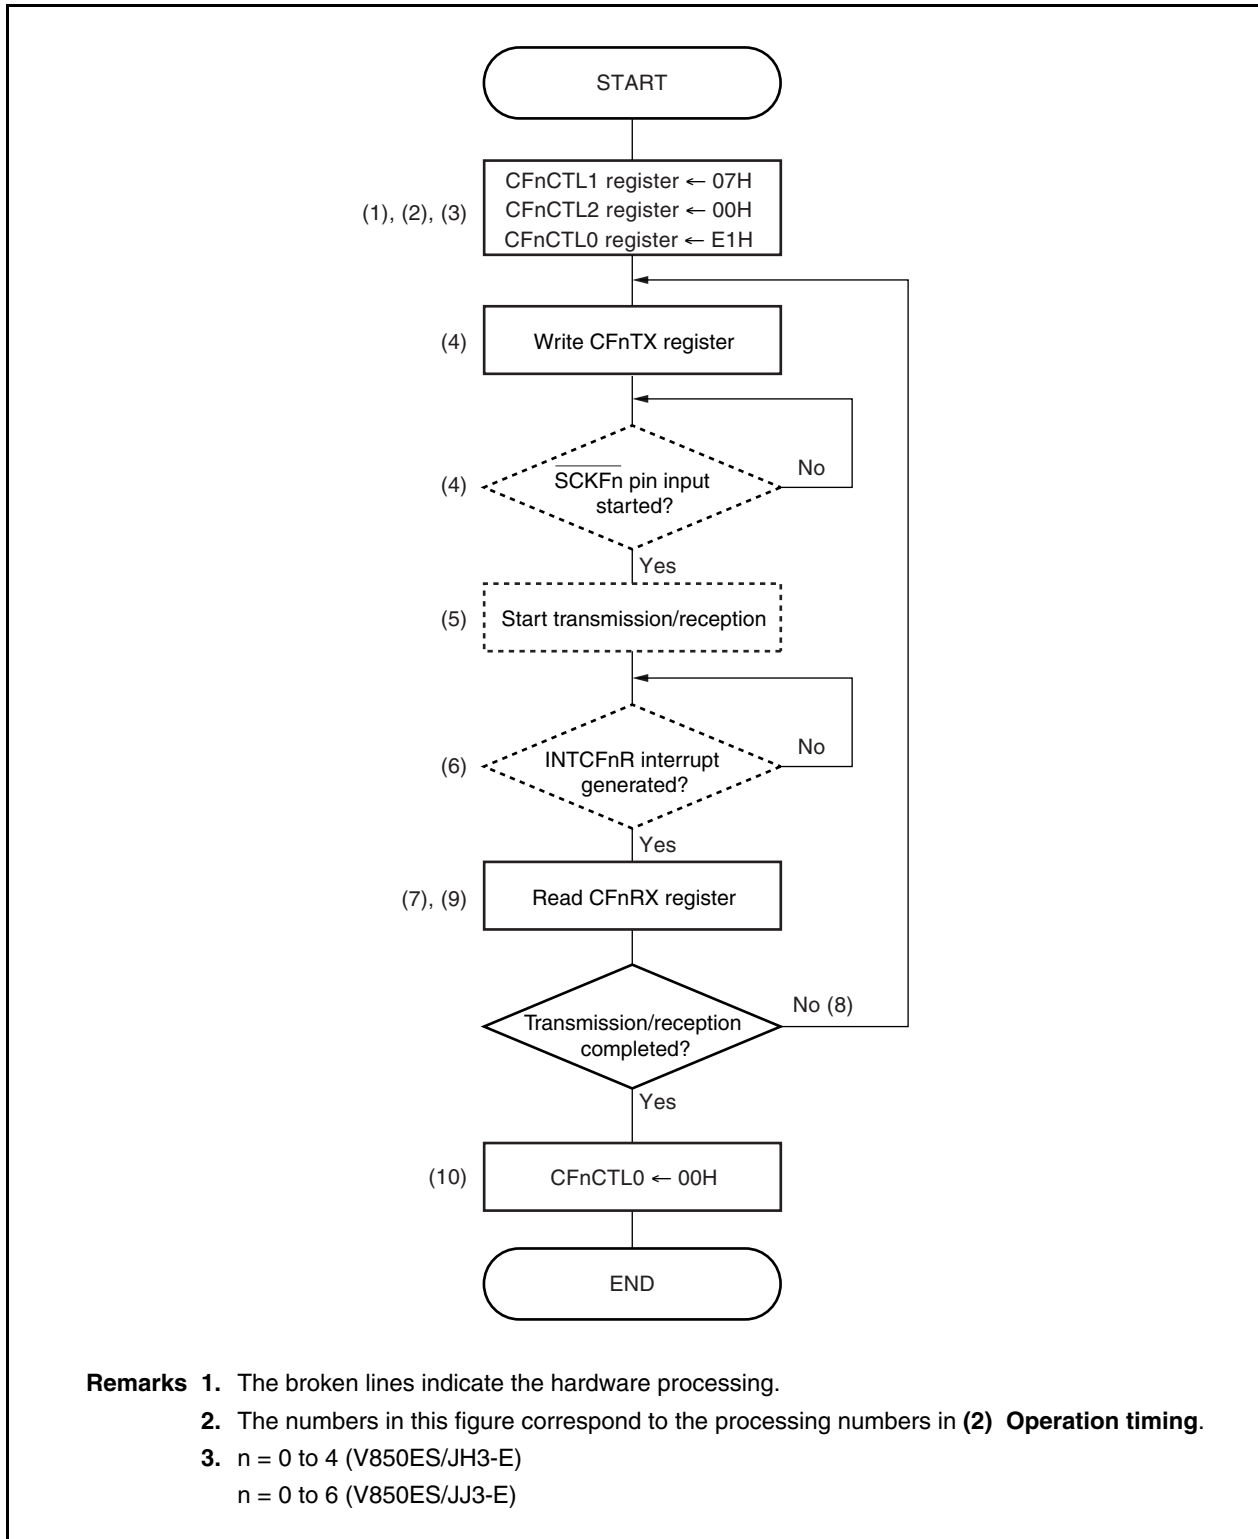 START
CFnCTL1 register ← 07H
(1), (2), (3)
CFnCTL2 register ← 00H
CFnCTL0 register ← E1H
(4)
Write CFnTX register
(4)
SCKFn pin input
started?
No
Yes
(5)
Start transmission/reception
(6)
INTCFnR interrupt
generated?
No
Yes
(7), (9)
Read CFnRX register
Transmission/reception
completed?
No (8)
Yes
(10)
CFnCTL0 ← 00H
END
Remarks 1. The broken lines indicate the hardware processing.
2. The numbers in this figure correspond to the processing numbers in (2) Operation timing.
3. n = 0 to 4 (V850ES/JH3-E)
n = 0 to 6 (V850ES/JJ3-E)